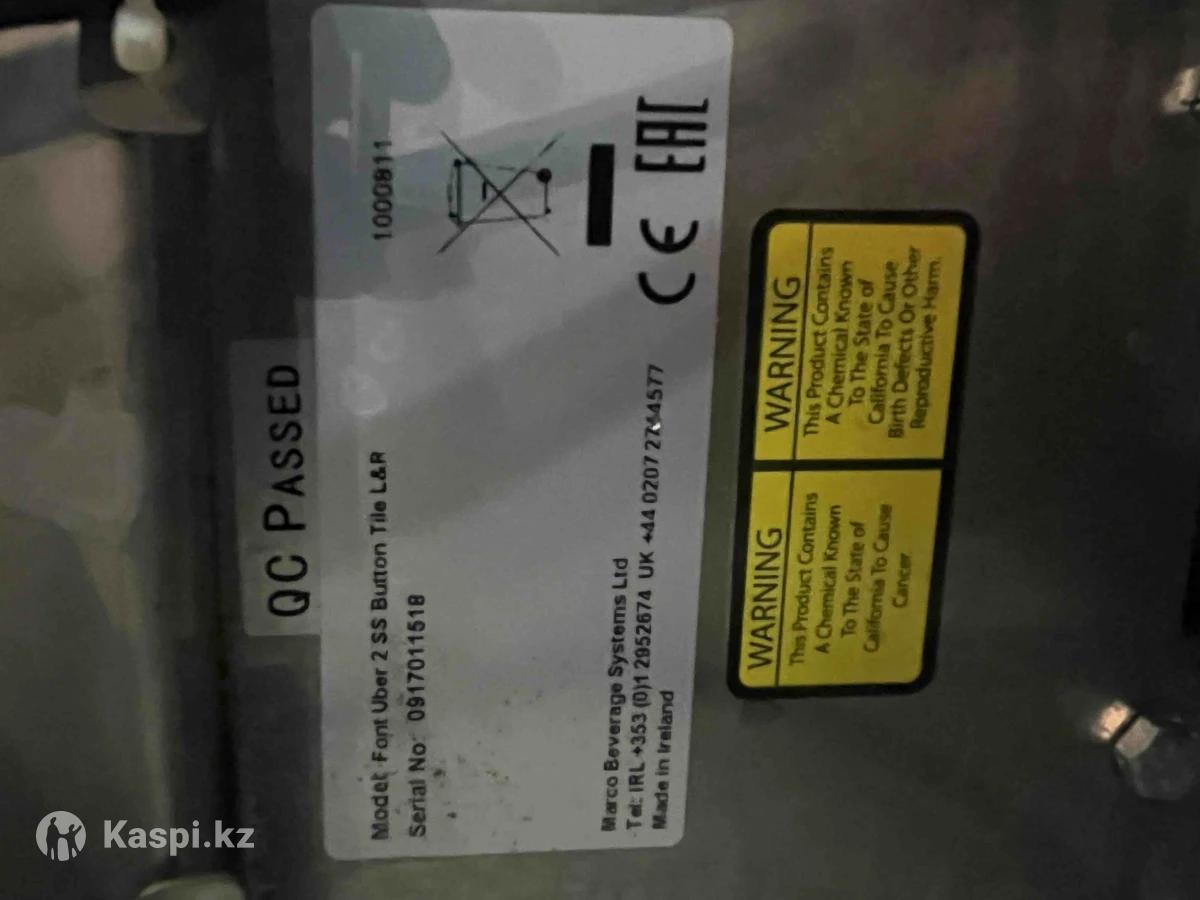 QC PASSED
Model: Font Uber 2 SS Button Tile L&R
1000811
Serial No: 0917011518
Marco Beverage Systems Ltd
Tel: IRL +353 (0)1 2952674 UK +44 0207 2744577
Made in Ireland
CE EAC
WARNING
This Product Contains
A Chemical Known
To The State of
California To Cause
Cancer.
WARNING
This Product Contains
A Chemical Known
To The State of
California To Cause
Birth Defects Or Other
Reproductive Harm.
Kaspi.kz